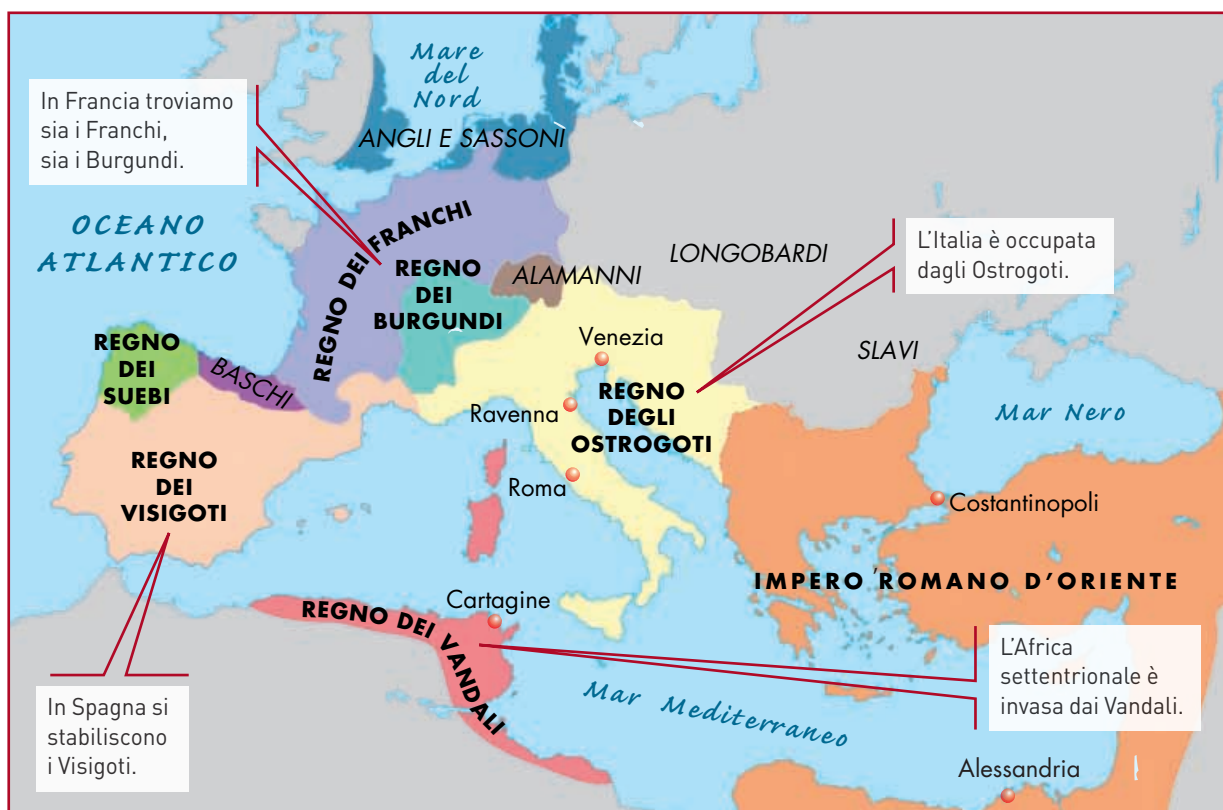 Mare
del
Nord
In Francia troviamo
sia i Franchi,
sia i Burgundi.
ANGLI E SASSONI
OCEANO
ATLANTICO
REGNO DEI FRANCHI
LONGOBARDI
L'Italia è occupata
dagli Ostrogoti.
REGNO
DEI
BURGUNDI
ALAMANNI
SLAVI
REGNO
DEI
SUEBI
BASCHI
Venezia
REGNO
DEGLI
OSTROGOTI
Ravenna
Mar Nero
REGNO
DEI
VISIGOTI
Roma
Costantinopoli
IMPERO ROMANO D'ORIENTE
Cartagine
REGNO DEI VANDALI
L'Africa
settentrionale è
invasa dai Vandali.
In Spagna si
stabiliscono
i Visigoti.
Mar Mediterraneo
Alessandria